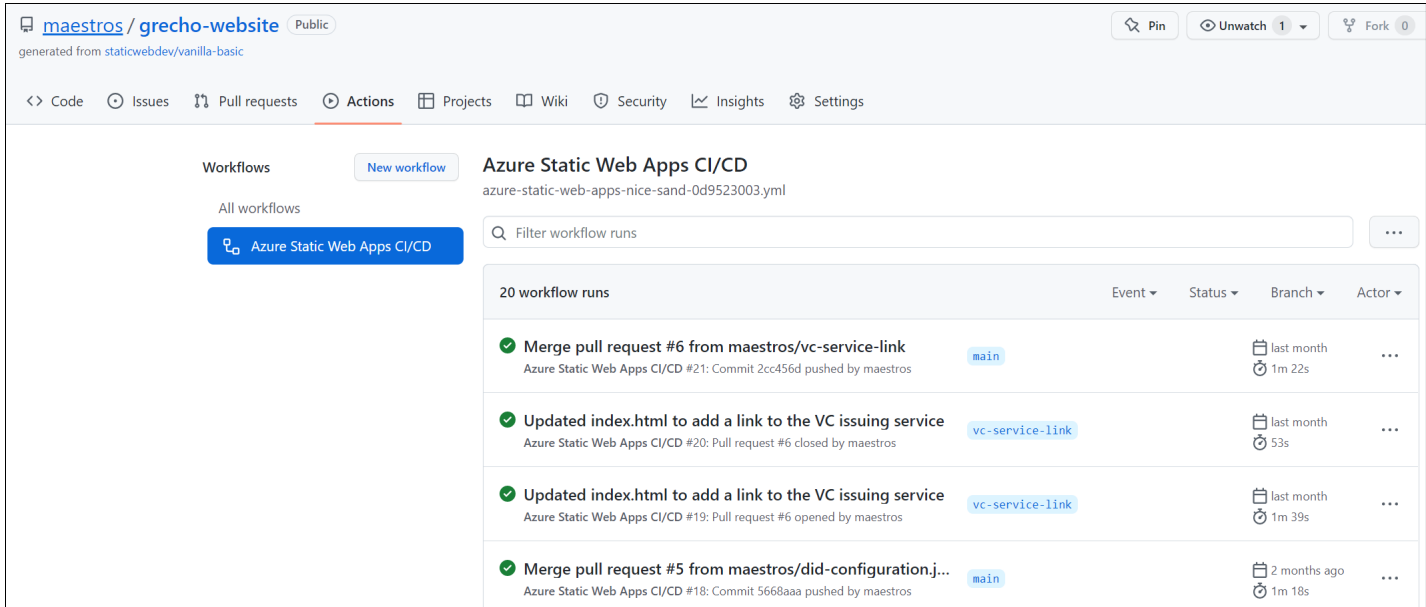 maestros / grecho-website Public
Pin Unwatch 1 Fork 0
generated from staticwebdev/vanilla-basic
Code Issues Pull requests Actions Projects Wiki Security Insights Settings
Workflows
New workflow
All workflows
Azure Static Web Apps CI/CD
Azure Static Web Apps CI/CD
azure-static-web-apps-nice-sand-0d9523003.yml
Filter workflow runs
20 workflow runs
Event Status Branch Actor
Merge pull request #6 from maestros/vc-service-link
Azure Static Web Apps CI/CD #21: Commit 2cc456d pushed by maestros
main
last month
1m 22s
Updated index.html to add a link to the VC issuing service
Azure Static Web Apps CI/CD #20: Pull request #6 closed by maestros
vc-service-link
last month
53s
Updated index.html to add a link to the VC issuing service
Azure Static Web Apps CI/CD #19: Pull request #6 opened by maestros
vc-service-link
last month
1m 39s
Merge pull request #5 from maestros/did-configuration.j...
Azure Static Web Apps CI/CD #18: Commit 5668aaa pushed by maestros
main
2 months ago
1m 18s